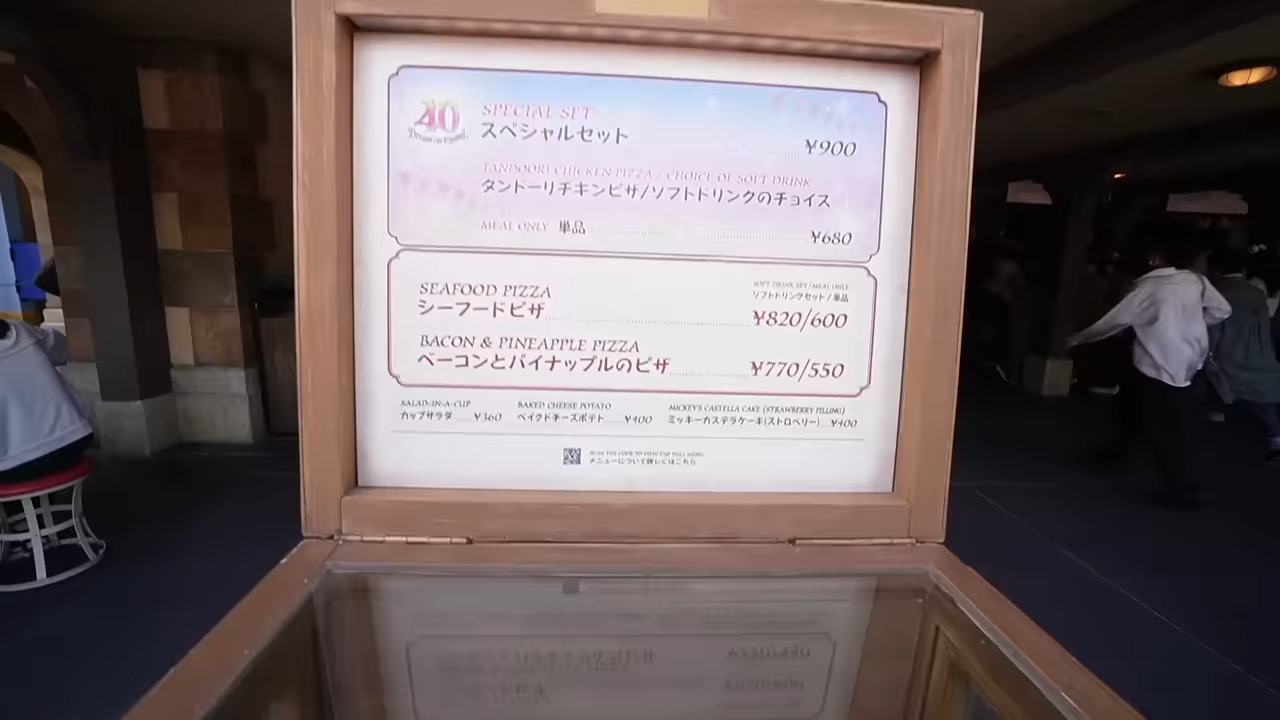 40
SPECIAL SET
スペシャルセット
¥900
TANDOORI CHICKEN PIZZA / CHOICE OF SOFT DRINK
タンドーリチキンピザ/ソフトドリンクのチョイス
MEAL ONLY 単品 ¥680
SEAFOOD PIZZA
SOFT DRINK SET/MEAL ONLY
ソフトドリンクセット/単品
シーフードピザ ¥820/600
BACON & PINEAPPLE PIZZA
ベーコンとパイナップルのピザ ¥770/550
SALAD-IN-A-CUP
カップサラダ ¥360
BAKED CHEESE POTATO
ベイクドチーズポテト ¥400
MICKEY'S CASTELLA CAKE (STRAWBERRY FILLING)
ミッキーカステラケーキ(ストロベリー) ¥400
SCAN THE CODE TO VIEW THE FULL MENU
メニューについて詳しくはこちら